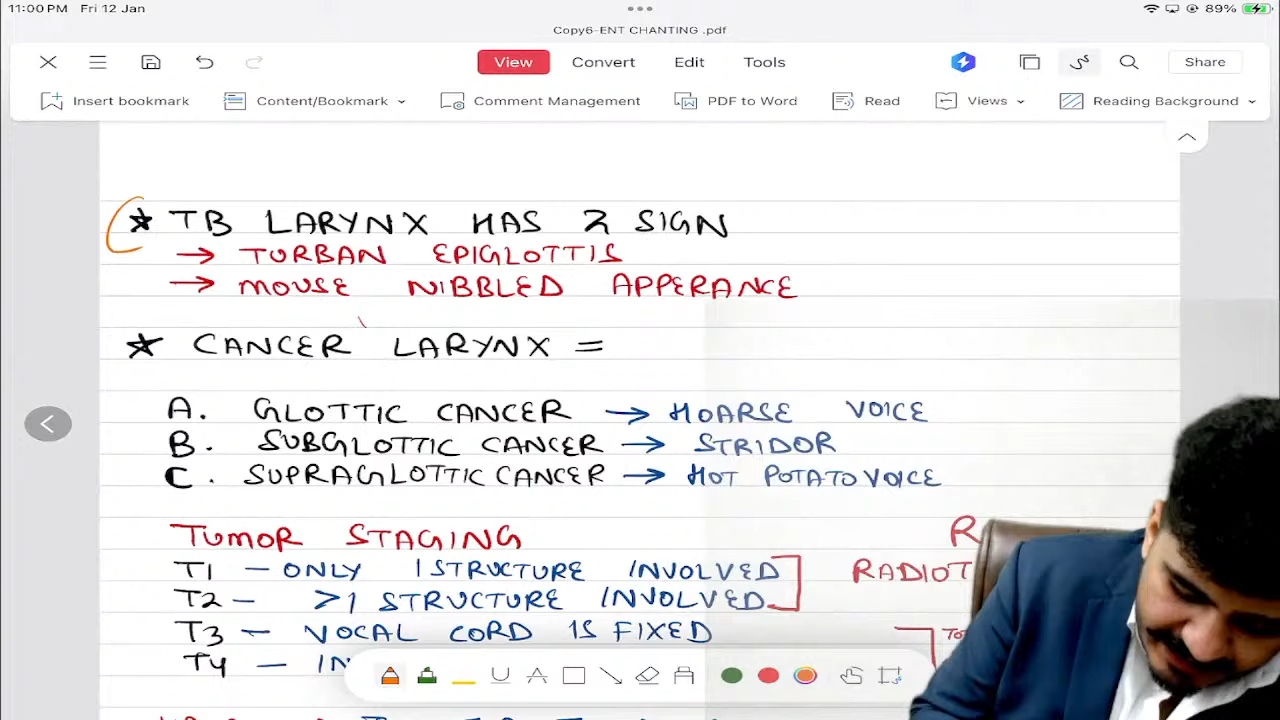 11:00 PM Fri 12 Jan
89%
Copy6-ENT CHANTING .pdf
View Convert Edit Tools
Share
Insert bookmark Content/Bookmark Comment Management PDF to Word Read Views Reading Background
★ TB LARYNX HAS 2 SIGN
→ TURBAN EPIGLOTTIS
→ MOUSE NIBBLED APPERANCE
★ CANCER LARYNX =
A. GLOTTIC CANCER → HOARSE VOICE
B. SUBGLOTTIC CANCER → STRIDOR
C. SUPRAGLOTTIC CANCER → HOT POTATO VOICE
TUMOR STAGING
R
T1 - ONLY 1 STRUCTURE INVOLVED
RADIOT
T2 - >1 STRUCTURE INVOLVED
T3 - VOCAL CORD IS FIXED
T4 - IN